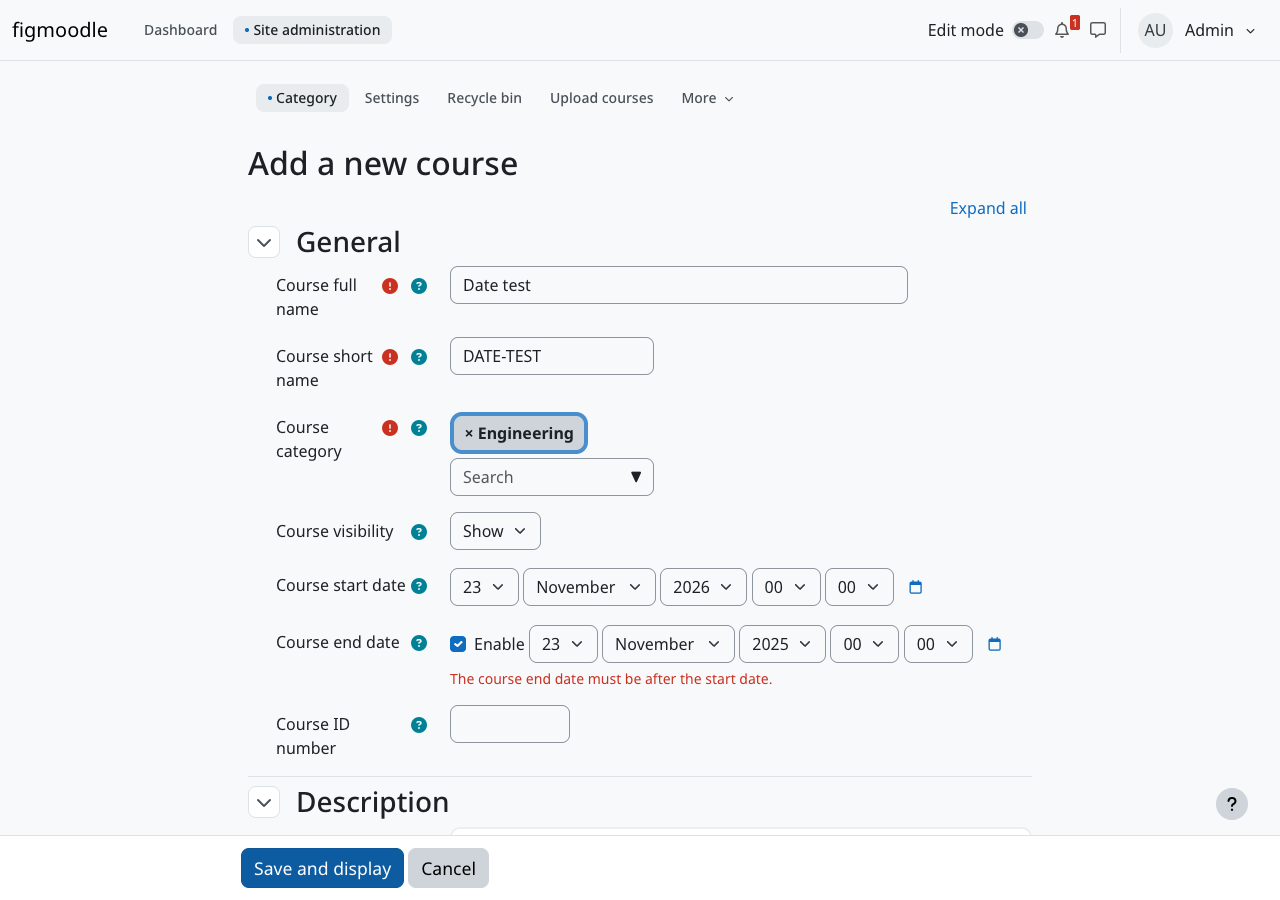 figmoodle Dashboard Site administration Edit mode 1 AU Admin
Category Settings Recycle bin Upload courses More
Add a new course
Expand all
General
Course full name ! ? Date test
Course short name ! ? DATE-TEST
Course category ! ? × Engineering
Search ▼
Course visibility ? Show
Course start date ? 23 November 2026 00 00
Course end date ? Enable 23 November 2025 00 00
The course end date must be after the start date.
Course ID number ?
Description
?
Save and display Cancel